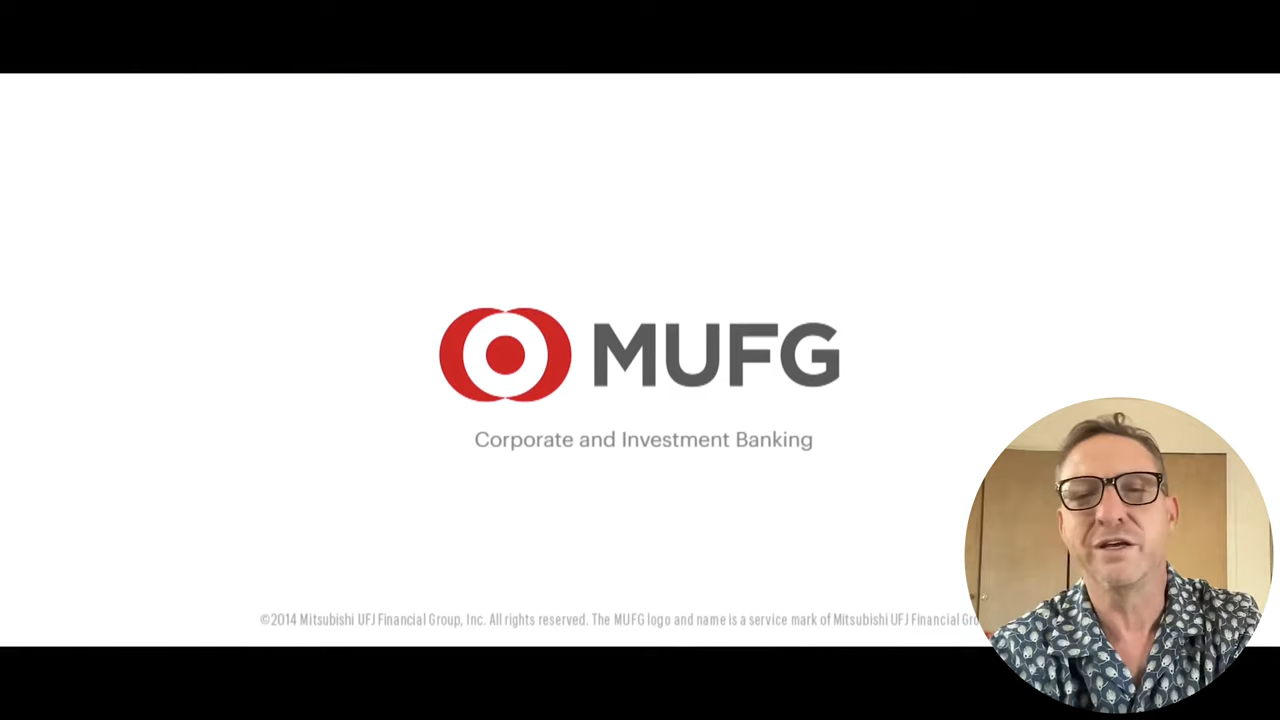 MUFG
Corporate and Investment Banking
©2014 Mitsubishi UFJ Financial Group, Inc. All rights reserved. The MUFG logo and name is a service mark of Mitsubishi UFJ Financial